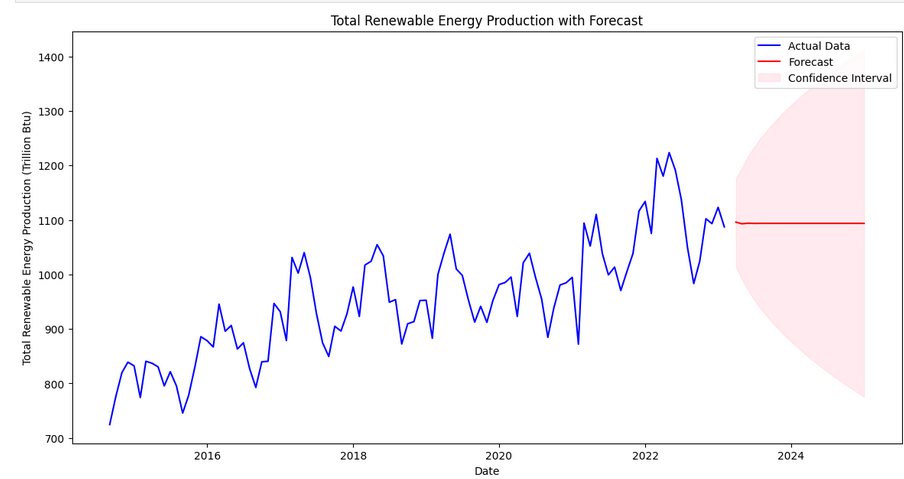 Total Renewable Energy Production with Forecast
Actual Data
Forecast
Confidence Interval
Total Renewable Energy Production (Trillion Btu)
1400
1300
1200
1100
1000
900
800
700
2016
2018
2020
2022
2024
Date